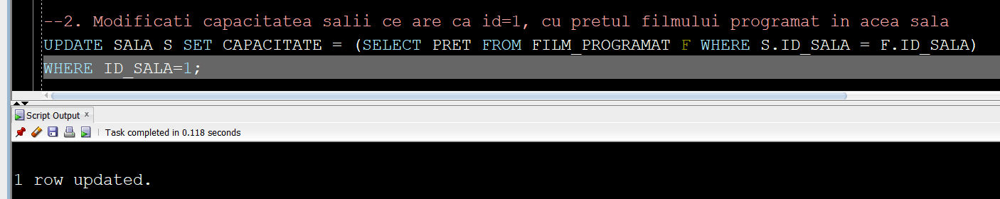 --2. Modificati capacitatea salii ce are ca id=1, cu pretul filmului programat in acea sala
UPDATE SALA S SET CAPACITATE = (SELECT PRET FROM FILM_PROGRAMAT F WHERE S.ID_SALA = F.ID_SALA)
WHERE ID_SALA=1;
Script Output x
Task completed in 0.118 seconds
1 row updated.